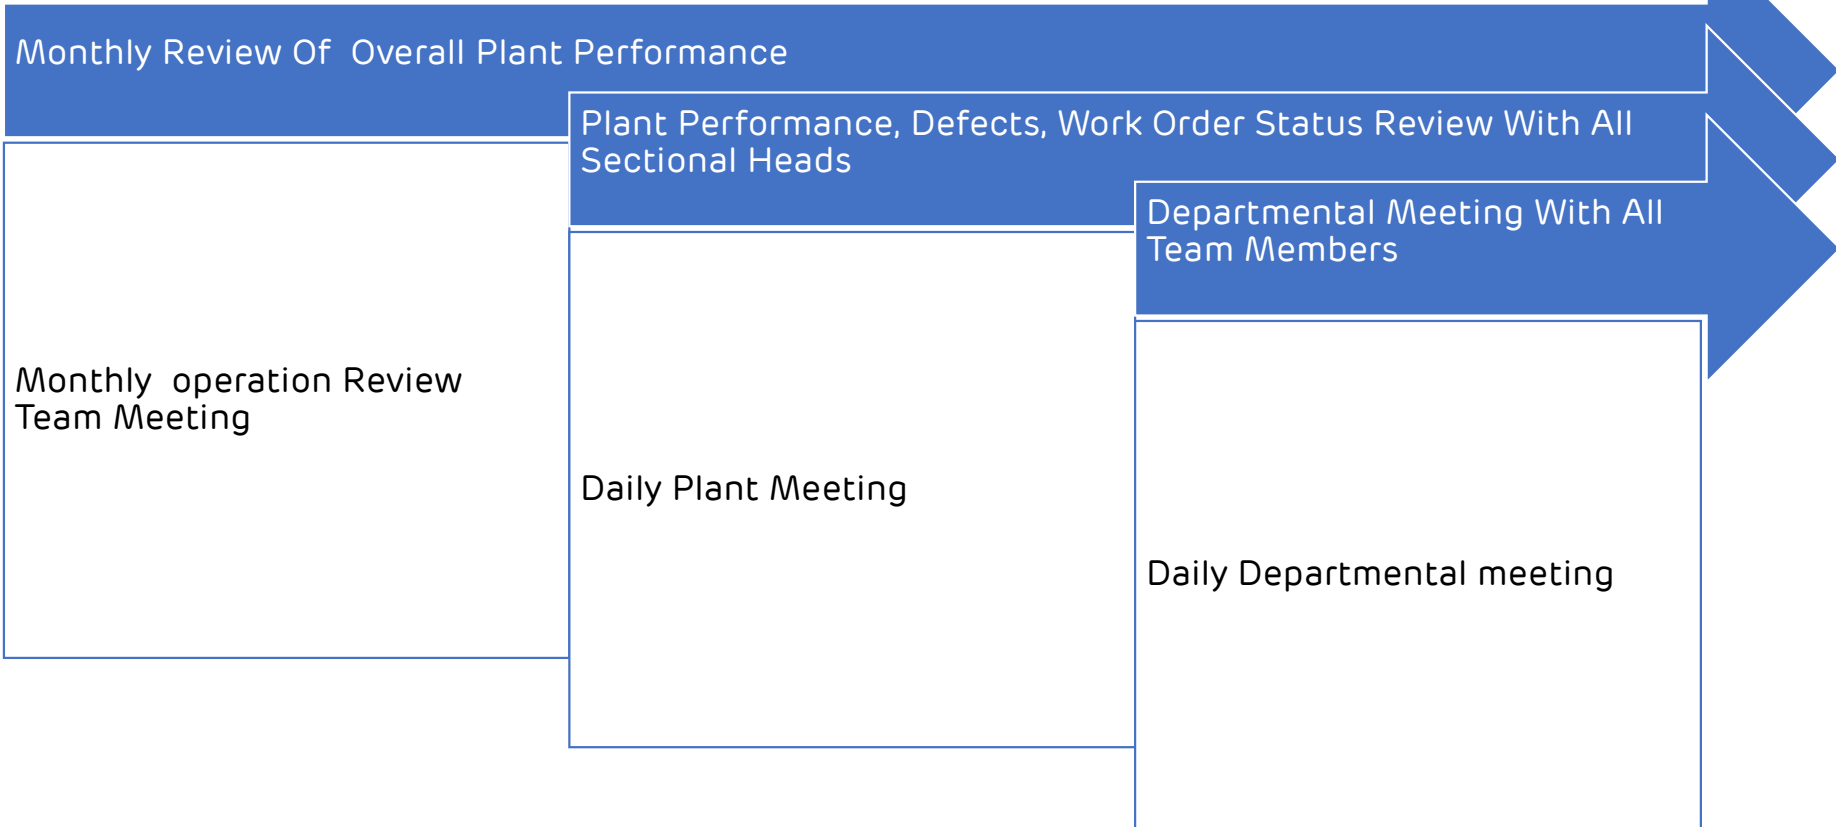 Monthly Review Of  Overall Plant Performance
Plant Performance, Defects, Work Order Status Review With All
Sectional Heads
Departmental Meeting With All
Team Members
Monthly  operation Review
Team Meeting
Daily Plant Meeting
Daily Departmental meeting